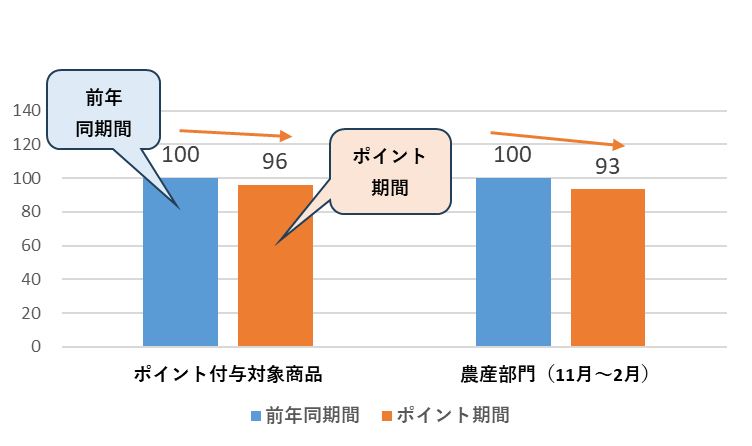 前年
同期間
ポイント
期間
140
120
100
80
60
40
20
0
100
96
100
93
ポイント付与対象商品
農産部門（11月～2月）
前年同期間
ポイント期間